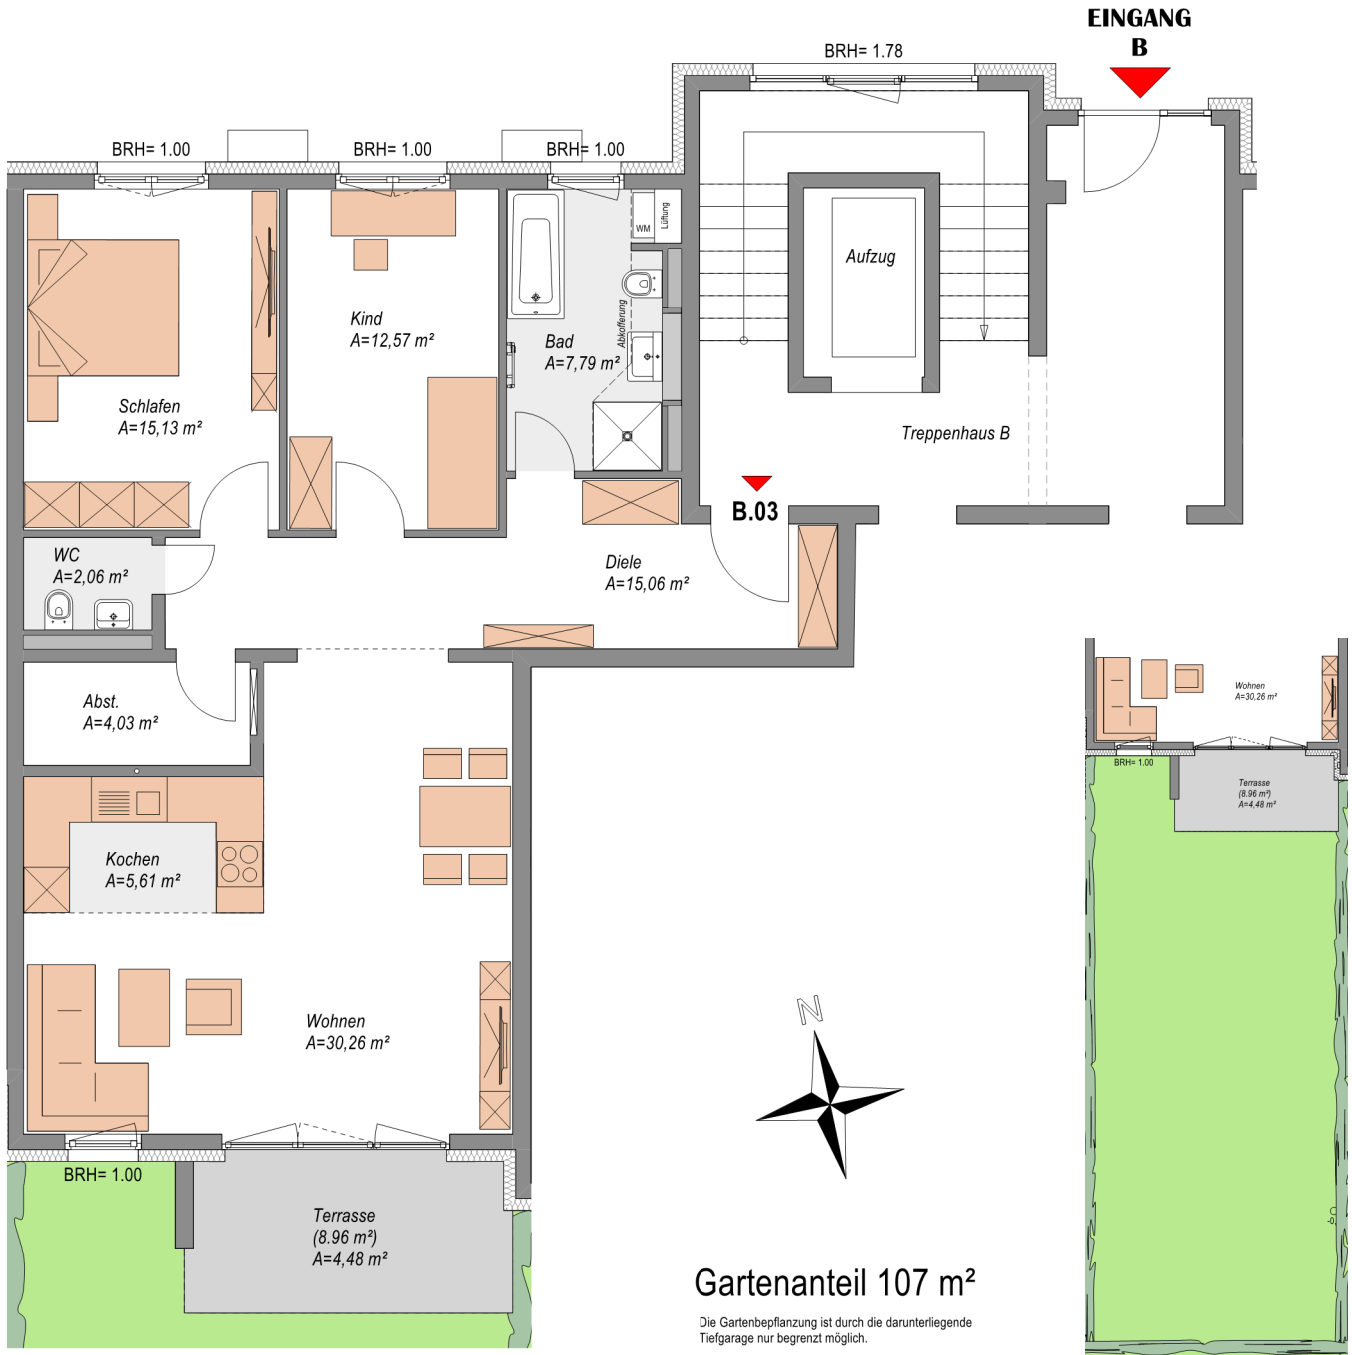 EINGANG
B
BRH= 1.78
BRH= 1.00
BRH= 1.00
BRH= 1.00
WM
Lüftung
Aufzug
Abkofferung
Kind
A=12,57 m²
Bad
A=7,79 m²
Schlafen
A=15,13 m²
Treppenhaus B
B.03
WC
A=2,06 m²
Diele
A=15,06 m²
Abst.
A=4,03 m²
Wohnen
A=30,26 m²
BRH= 1.00
Terrasse
(8.96 m²)
A=4,48 m²
Kochen
A=5,61 m²
Wohnen
A=30,26 m²
N
BRH= 1.00
Terrasse
(8.96 m²)
A=4,48 m²
Gartenanteil 107 m²
Die Gartenbepflanzung ist durch die darunterliegende
Tiefgarage nur begrenzt möglich.